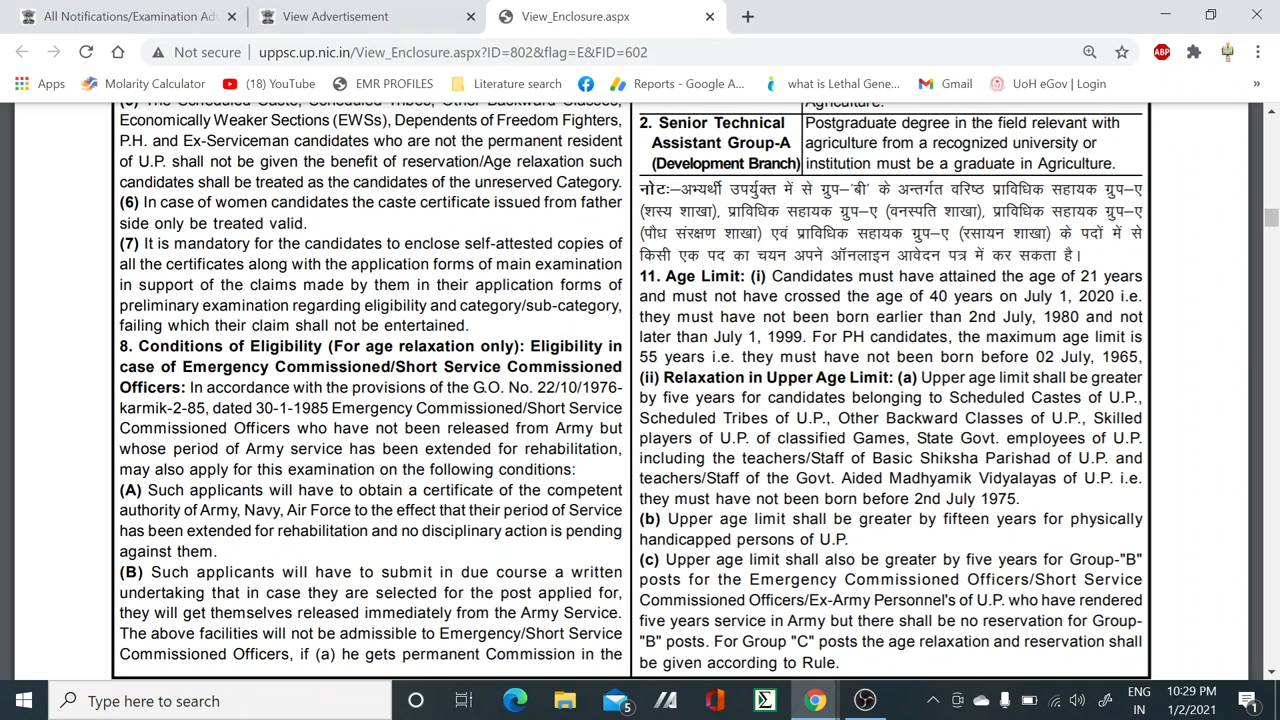 All Notifications/Examination Adv
View Advertisement
View_Enclosure.aspx
Not secure
uppsc.up.nic.in/View_Enclosure.aspx?ID=802&flag=E&FID=602
ABP
Apps
Molarity Calculator
(18) YouTube
EMR PROFILES
Literature search
Reports - Google A...
what is Lethal Gene...
Gmail
UoH eGov | Login
The Scheduled Caste, Scheduled Tribes, Other Backward Classes,
Economically Weaker Sections (EWSs), Dependents of Freedom Fighters,
P.H. and Ex-Serviceman candidates who are not the permanent resident
of U.P. shall not be given the benefit of reservation/Age relaxation such
candidates shall be treated as the candidates of the unreserved Category.
(6) In case of women candidates the caste certificate issued from father
side only be treated valid.
(7) It is mandatory for the candidates to enclose self-attested copies of
all the certificates along with the application forms of main examination
in support of the claims made by them in their application forms of
preliminary examination regarding eligibility and category/sub-category,
failing which their claim shall not be entertained.
8. Conditions of Eligibility (For age relaxation only): Eligibility in
case of Emergency Commissioned/Short Service Commissioned
Officers: In accordance with the provisions of the G.O. No. 22/10/1976-
karmik-2-85, dated 30-1-1985 Emergency Commissioned/Short Service
Commissioned Officers who have not been released from Army but
whose period of Army service has been extended for rehabilitation,
may also apply for this examination on the following conditions:
(A) Such applicants will have to obtain a certificate of the competent
authority of Army, Navy, Air Force to the effect that their period of Service
has been extended for rehabilitation and no disciplinary action is pending
against them.
(B) Such applicants will have to submit in due course a written
undertaking that in case they are selected for the post applied for,
they will get themselves released immediately from the Army Service.
The above facilities will not be admissible to Emergency/Short Service
Commissioned Officers, if (a) he gets permanent Commission in the
Agriculture.
2. Senior Technical
Assistant Group-A
(Development Branch)
Postgraduate degree in the field relevant with
agriculture from a recognized university or
institution must be a graduate in Agriculture.
नोटः–अभ्यर्थी उपर्युक्त में से ग्रुप–'बी' के अन्तर्गत वरिष्ठ प्राविधिक सहायक ग्रुप–ए
(शस्य शाखा), प्राविधिक सहायक ग्रुप–ए (वनस्पति शाखा), प्राविधिक सहायक ग्रुप–ए
(पौध संरक्षण शाखा) एवं प्राविधिक सहायक ग्रुप–ए (रसायन शाखा) के पदों में से
किसी एक पद का चयन अपने ऑनलाइन आवेदन पत्र में कर सकता है।
11. Age Limit: (i) Candidates must have attained the age of 21 years
and must not have crossed the age of 40 years on July 1, 2020 i.e.
they must have not been born earlier than 2nd July, 1980 and not
later than July 1, 1999. For PH candidates, the maximum age limit is
55 years i.e. they must have not been born before 02 July, 1965,
(ii) Relaxation in Upper Age Limit: (a) Upper age limit shall be greater
by five years for candidates belonging to Scheduled Castes of U.P.,
Scheduled Tribes of U.P., Other Backward Classes of U.P., Skilled
players of U.P. of classified Games, State Govt. employees of U.P.
including the teachers/Staff of Basic Shiksha Parishad of U.P. and
teachers/Staff of the Govt. Aided Madhyamik Vidyalayas of U.P. i.e.
they must have not been born before 2nd July 1975.
(b) Upper age limit shall be greater by fifteen years for physically
handicapped persons of U.P.
(c) Upper age limit shall also be greater by five years for Group-"B"
posts for the Emergency Commissioned Officers/Short Service
Commissioned Officers/Ex-Army Personnel's of U.P. who have rendered
five years service in Army but there shall be no reservation for Group-
"B" posts. For Group "C" posts the age relaxation and reservation shall
be given according to Rule.
Type here to search
5
ENG
IN
10:29 PM
1/2/2021
1